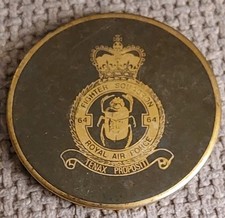 FIGHTER SQUADRON
64 64
ROYAL AIR FORCE
TENAX PROPOSITI